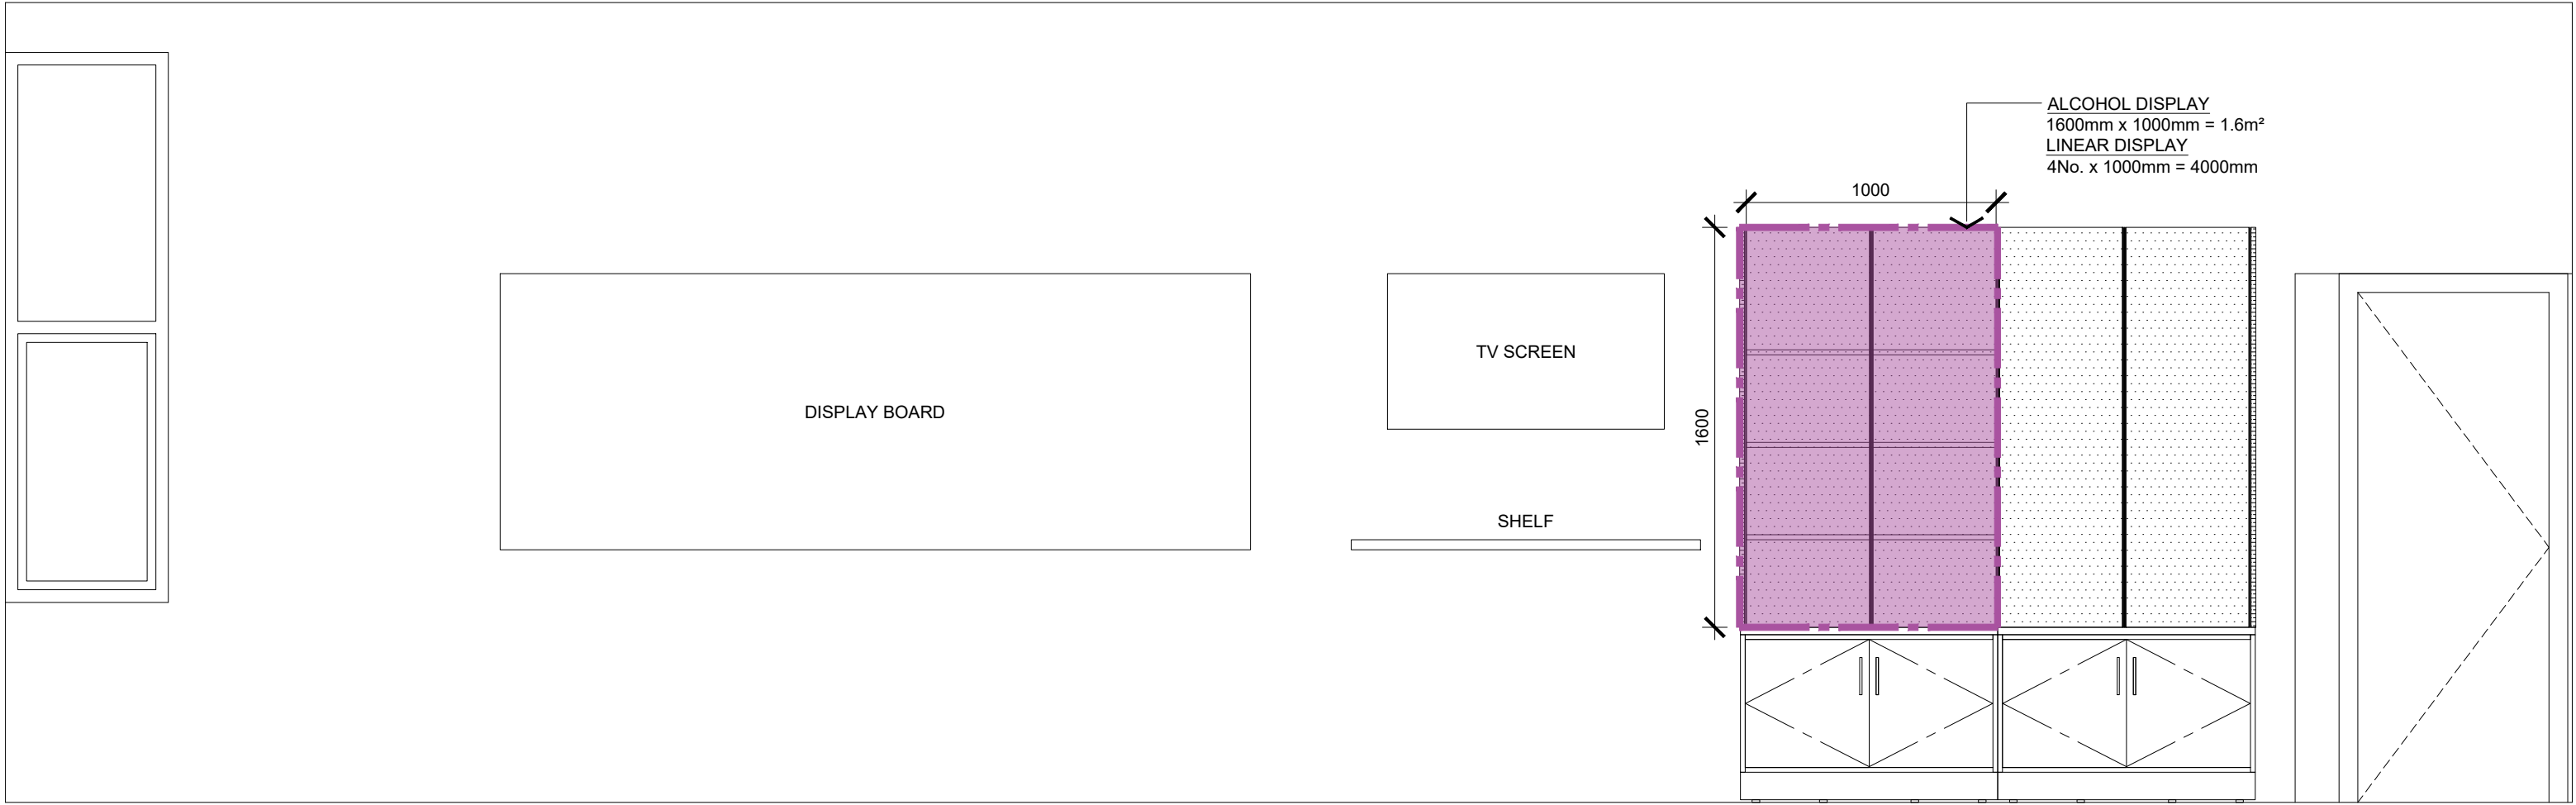 ALCOHOL DISPLAY
1600mm x 1000mm = 1.6m²
LINEAR DISPLAY
4No. x 1000mm = 4000mm
1000
TV SCREEN
DISPLAY BOARD
1600
SHELF